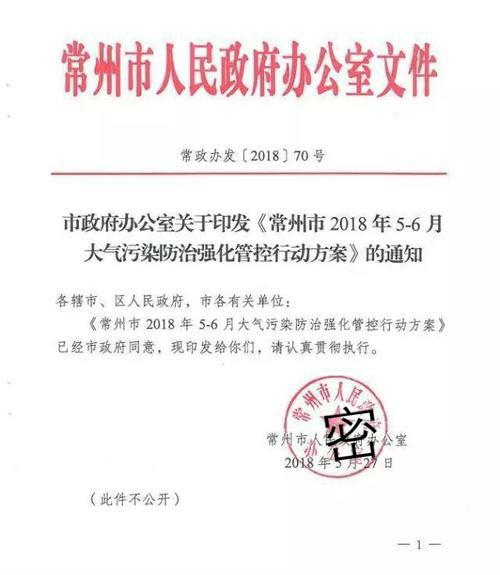 常州市人民政府办公室文件
常政办发〔2018〕70号
市政府办公室关于印发《常州市2018年5-6月
大气污染防治强化管控行动方案》的通知
各辖市、区人民政府，市各有关单位：
《常州市2018年5-6月大气污染防治强化管控行动方案》
已经市政府同意，现印发给你们，请认真贯彻执行。
常州市人民政府办公室
密
常州市人民政府办公室
2018年5月27日
（此件不公开）
— 1 —